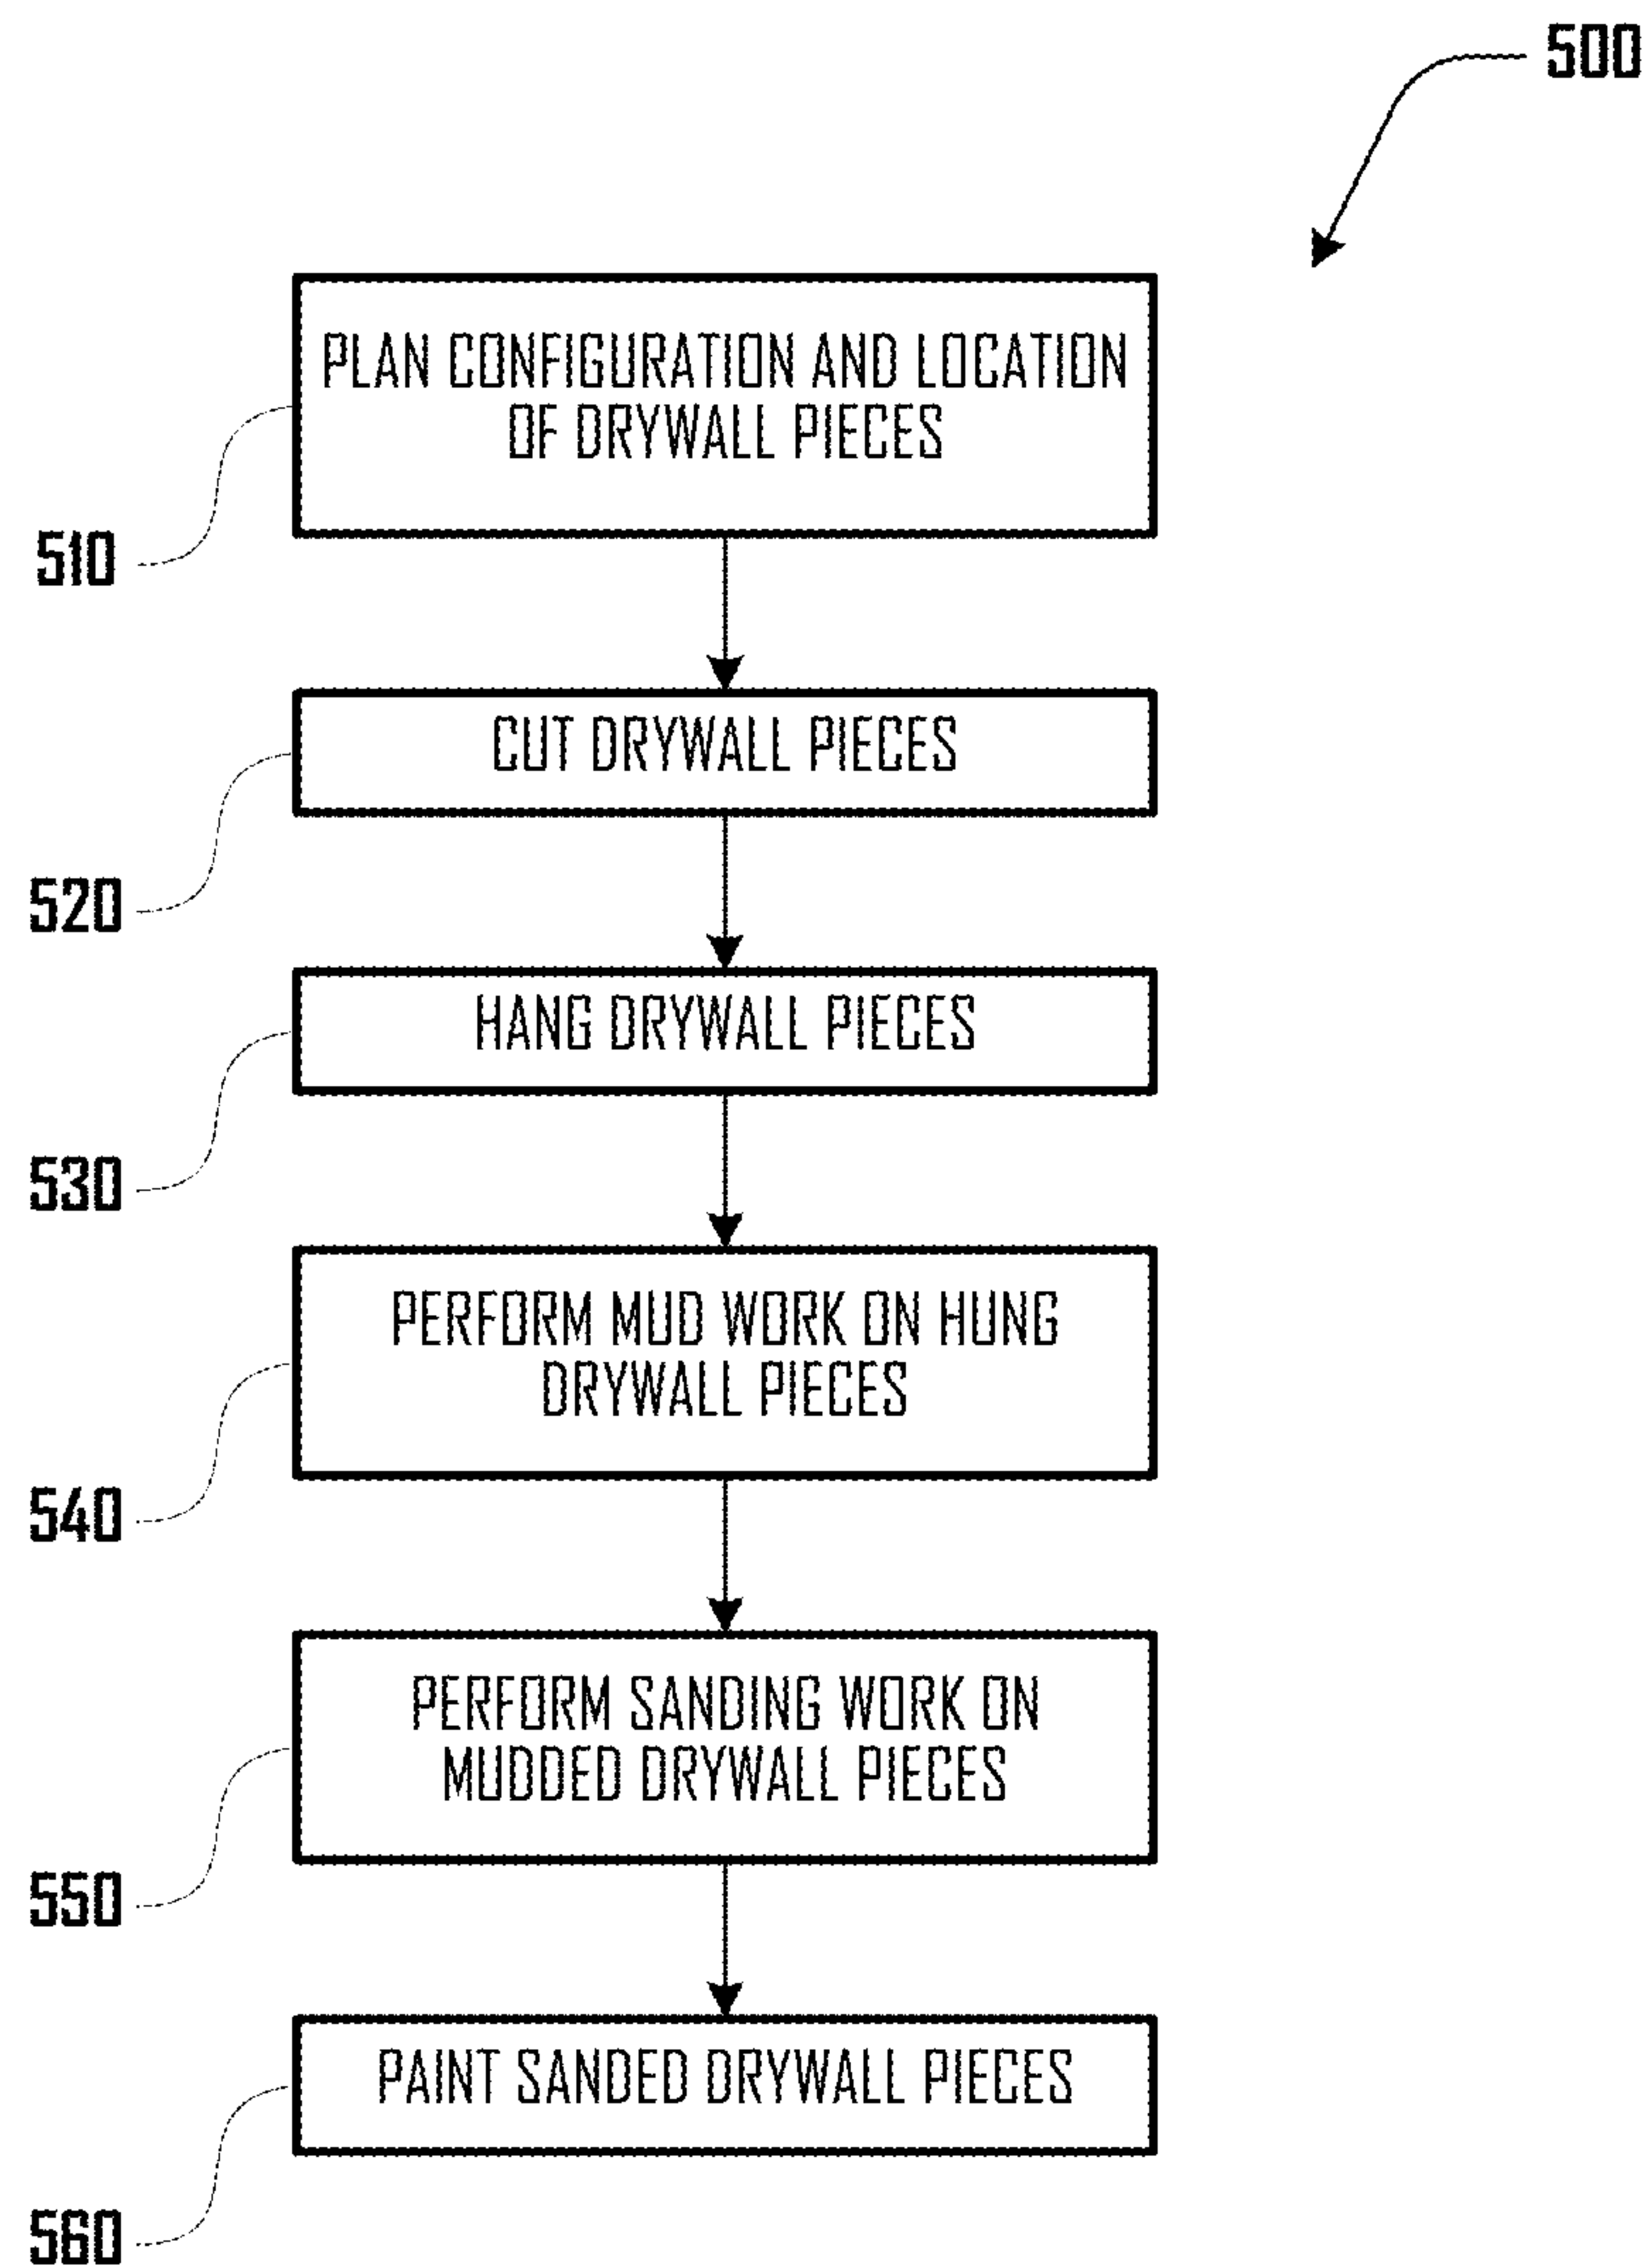 500
PLAN CONFIGURATION AND LOCATION
OF DRYWALL PIECES
510
CUT DRYWALL PIECES
520
HANG DRYWALL PIECES
530
PERFORM MUD WORK ON HUNG
DRYWALL PIECES
540
PERFORM SANDING WORK ON
MUDDED DRYWALL PIECES
550
PAINT SANDED DRYWALL PIECES
560